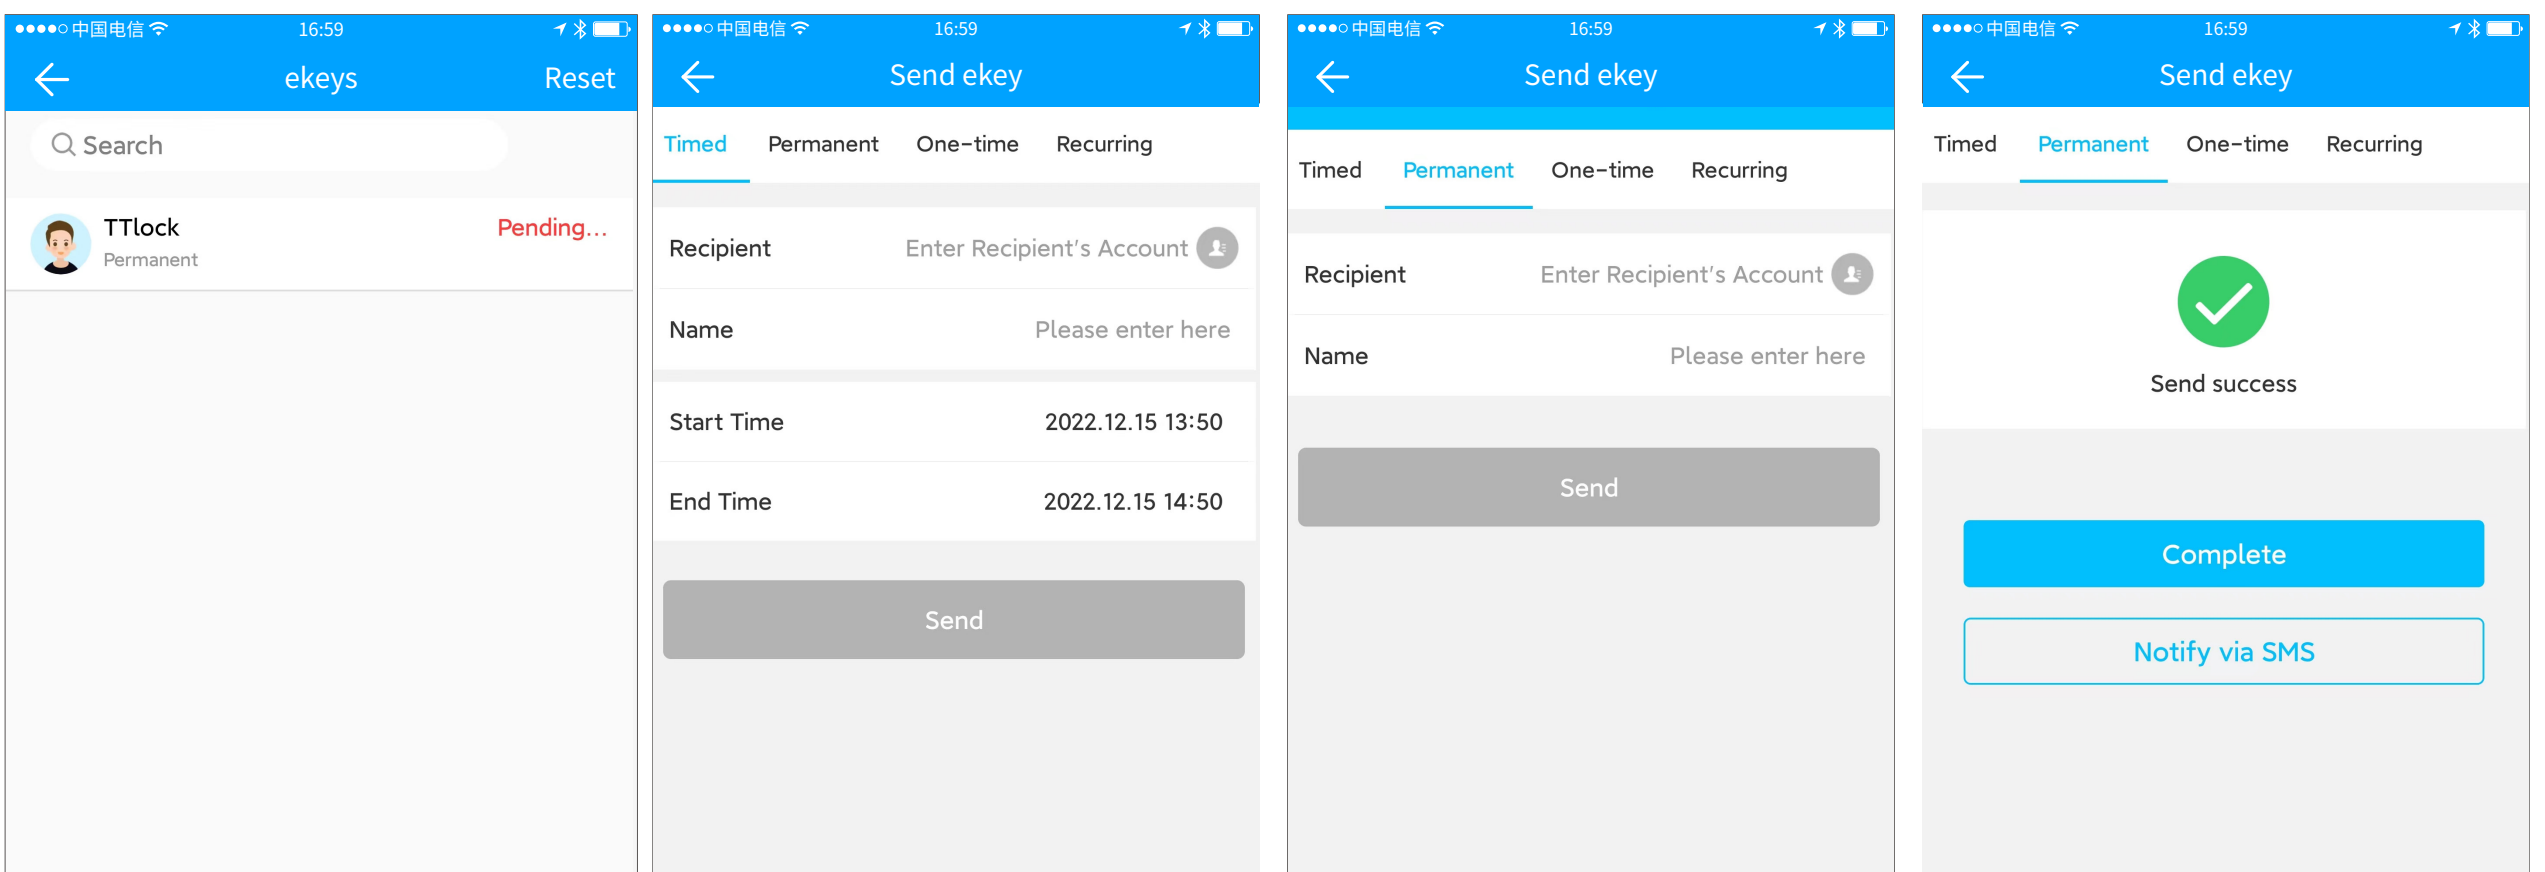 中国电信
16:59
ekeys
Reset
Search
TTlock
Pending...
Permanent
中国电信
16:59
Send ekey
Timed
Permanent
One-time
Recurring
Recipient
Enter Recipient's Account
Name
Please enter here
Start Time
2022.12.15 13:50
End Time
2022.12.15 14:50
Send
中国电信
16:59
Send ekey
Timed
Permanent
One-time
Recurring
Recipient
Enter Recipient's Account
Name
Please enter here
Send
中国电信
16:59
Send ekey
Timed
Permanent
One-time
Recurring
Send success
Complete
Notify via SMS